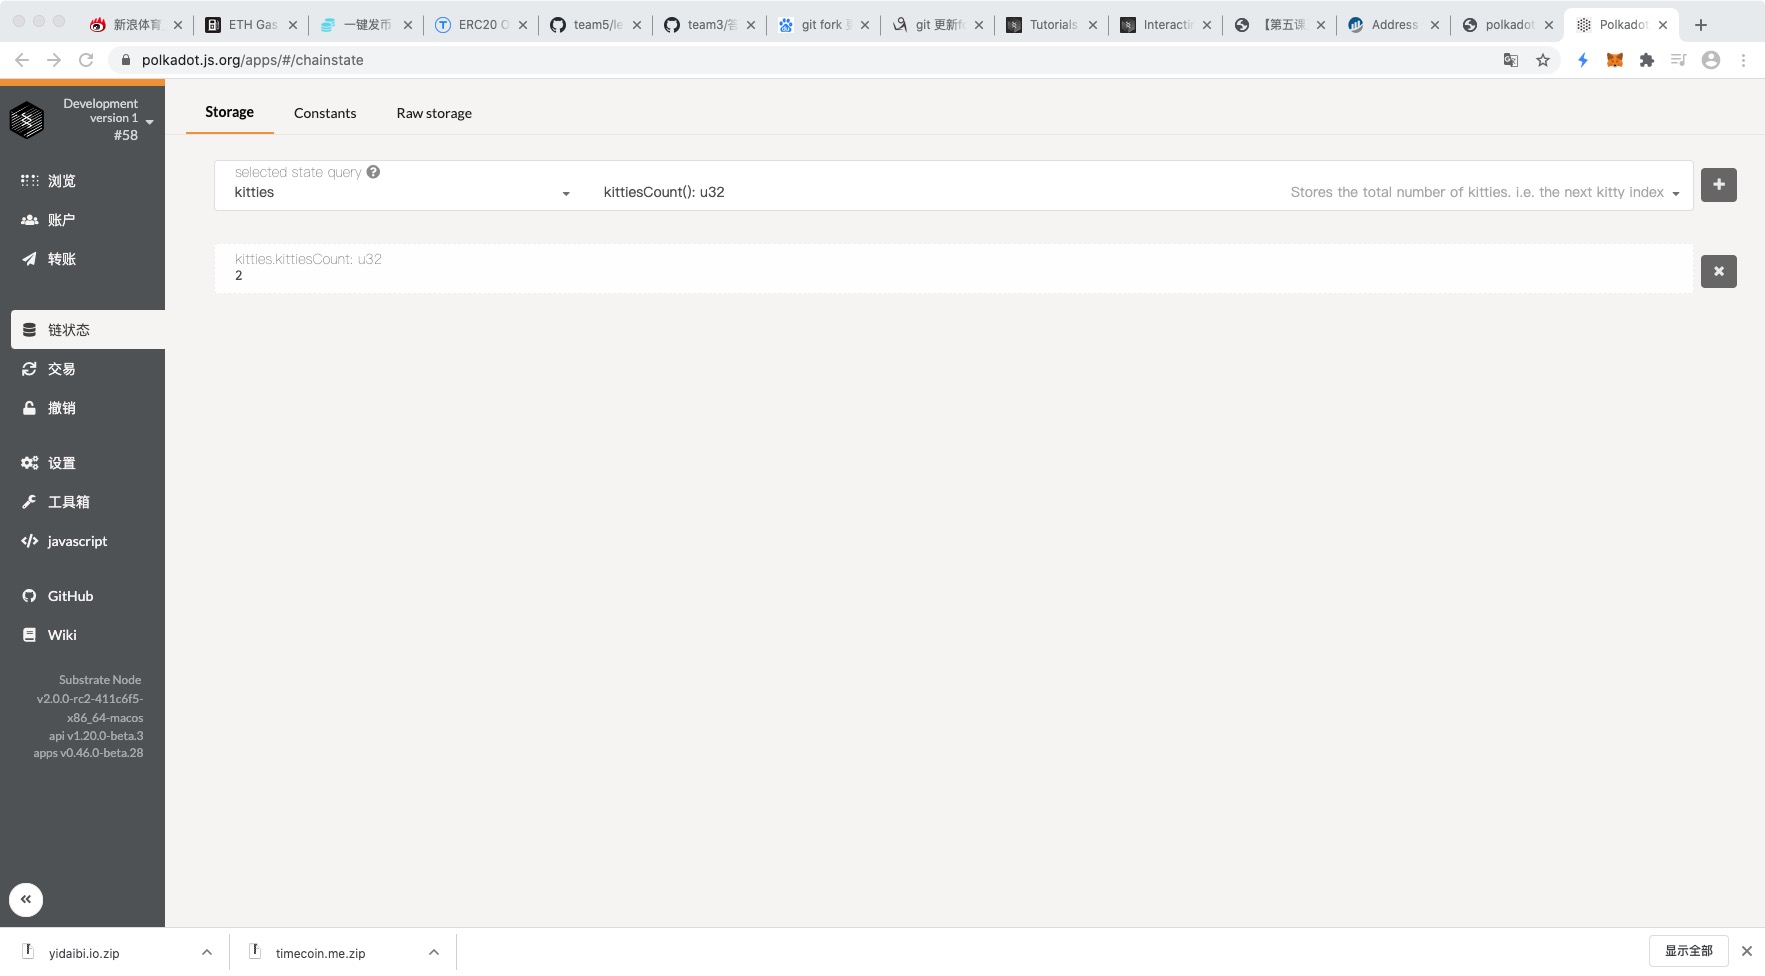 新浪体育
ETH Gas
一键发币
ERC20
team5/le
team3/答
git fork
git 更新fo
Tutorials
Interacti
【第五课
Address
polkadot
Polkadot
polkadot.js.org/apps/#/chainstate
Development
version 1
#58
浏览
账户
转账
链状态
交易
撤销
设置
工具箱
javascript
GitHub
Wiki
Substrate Node
v2.0.0-rc2-411c6f5-
x86_64-macos
api v1.20.0-beta.3
apps v0.46.0-beta.28
Storage
Constants
Raw storage
selected state query
kitties
kittiesCount(): u32
Stores the total number of kitties. i.e. the next kitty index
kitties.kittiesCount: u32
2
yidaibi.io.zip
timecoin.me.zip
显示全部